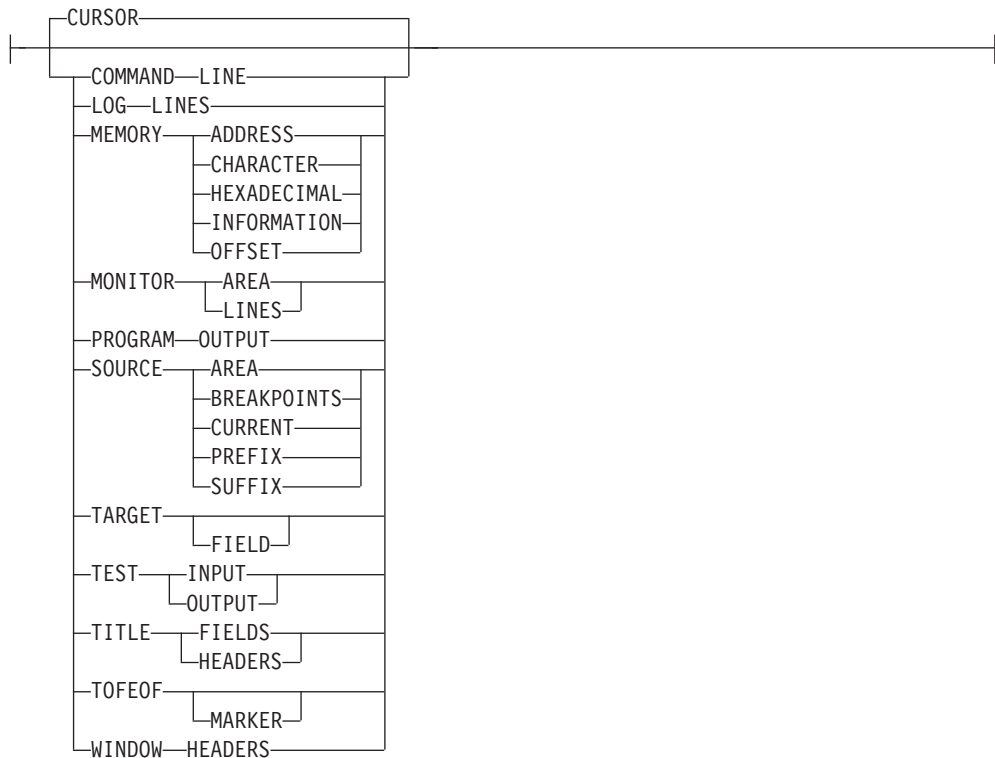 CURSOR
COMMAND LINE
LOG LINES
MEMORY ADDRESS
CHARACTER
HEXADECIMAL
INFORMATION
OFFSET
MONITOR AREA
LINES
PROGRAM OUTPUT
SOURCE AREA
BREAKPOINTS
CURRENT
PREFIX
SUFFIX
TARGET
FIELD
TEST INPUT
OUTPUT
TITLE FIELDS
HEADERS
TOFEOF
MARKER
WINDOW HEADERS